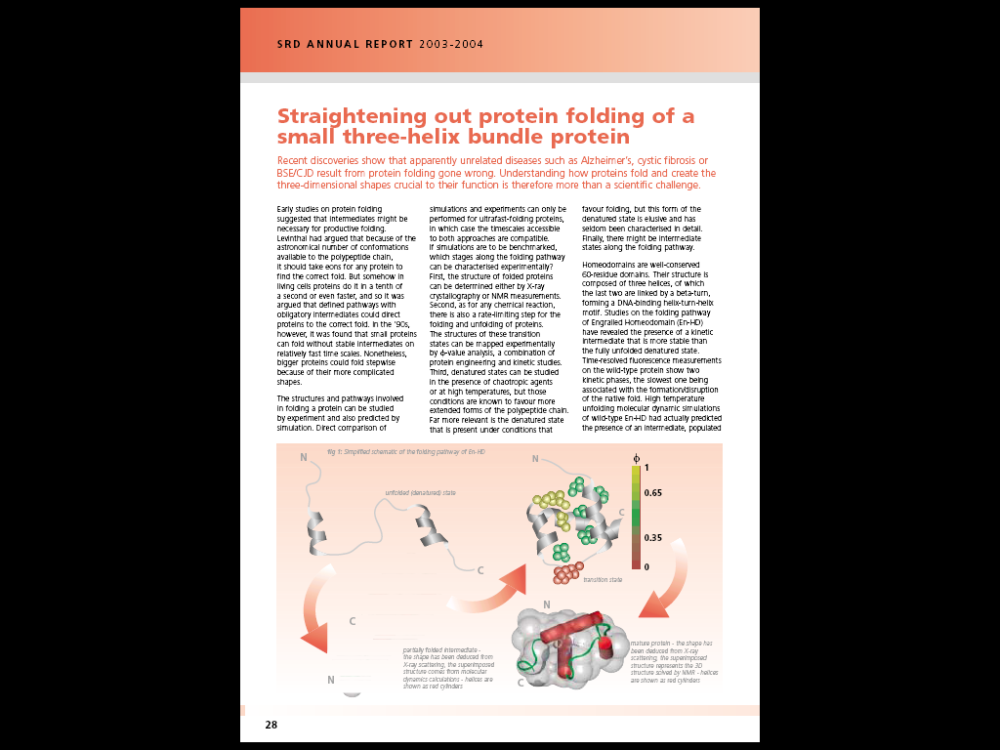 SRD ANNUAL REPORT 2003-2004
Straightening out protein folding of a
small three-helix bundle protein
Recent discoveries show that apparently unrelated diseases such as Alzheimer's, cystic fibrosis or
BSE/CJD result from protein folding gone wrong. Understanding how proteins fold and create the
three-dimensional shapes crucial to their function is therefore more than a scientific challenge.
Early studies on protein folding
suggested that intermediates might be
necessary for productive folding.
Levinthal had argued that because of the
astronomical number of conformations
available to the polypeptide chain,
it should take eons for any protein to
find the correct fold. But somehow in
living cells proteins do it in a tenth of
a second or even faster, and so it was
argued that defined pathways with
obligatory intermediates could direct
proteins to the correct fold. In the '90s,
however, it was found that small proteins
can fold without stable intermediates on
relatively fast time scales. Nonetheless,
bigger proteins could fold stepwise
because of their more complicated
shapes.
The structures and pathways involved
in folding a protein can be studied
by experiment and also predicted by
simulation. Direct comparison of
simulations and experiments can only be
performed for ultrafast-folding proteins,
in which case the timescales accessible
to both approaches are compatible.
If simulations are to be benchmarked,
which stages along the folding pathway
can be characterised experimentally?
First, the structure of folded proteins
can be determined either by X-ray
crystallography or NMR measurements.
Second, as for any chemical reaction,
there is also a rate-limiting step for the
folding and unfolding of proteins.
The structures of these transition
states can be mapped experimentally
by ϕ-value analysis, a combination of
protein engineering and kinetic studies.
Third, denatured states can be studied
in the presence of chaotropic agents
or at high temperatures, but those
conditions are known to favour more
extended forms of the polypeptide chain.
Far more relevant is the denatured state
that is present under conditions that
favour folding, but this form of the
denatured state is elusive and has
seldom been characterised in detail.
Finally, there might be intermediate
states along the folding pathway.
Homeodomains are well-conserved
60-residue domains. Their structure is
composed of three helices, of which
the last two are linked by a beta-turn,
forming a DNA-binding helix-turn-helix
motif. Studies on the folding pathway
of Engrailed Homeodomain (En-HD)
have revealed the presence of a kinetic
intermediate that is more stable than
the fully unfolded denatured state.
Time-resolved fluorescence measurements
on the wild-type protein show two
kinetic phases, the slowest one being
associated with the formation/disruption
of the native fold. High temperature
unfolding molecular dynamic simulations
of wild-type En-HD had actually predicted
the presence of an intermediate, populated
fig 1: Simplified schematic of the folding pathway of En-HD
N
unfolded (denatured) state
C
N
C
transition state
ϕ
1
0.65
0.35
0
C
N
partially folded intermediate -
the shape has been deduced from
X-ray scattering, the superimposed
structure comes from molecular
dynamics calculations - helices are
shown as red cylinders
N
C
mature protein - the shape has
been deduced from X-ray
scattering, the superimposed
structure represents the 3D
structure solved by NMR - helices
are shown as red cylinders
28